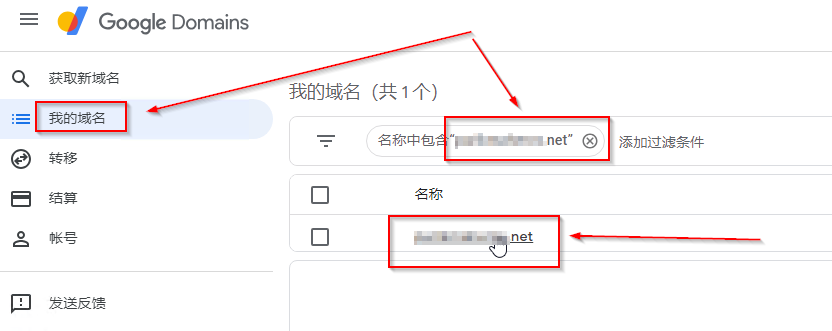 Google Domains
获取新域名
我的域名
转移
结算
帐号
发送反馈
我的域名（共 1 个）
名称中包含“.net” 添加过滤条件
名称
.net